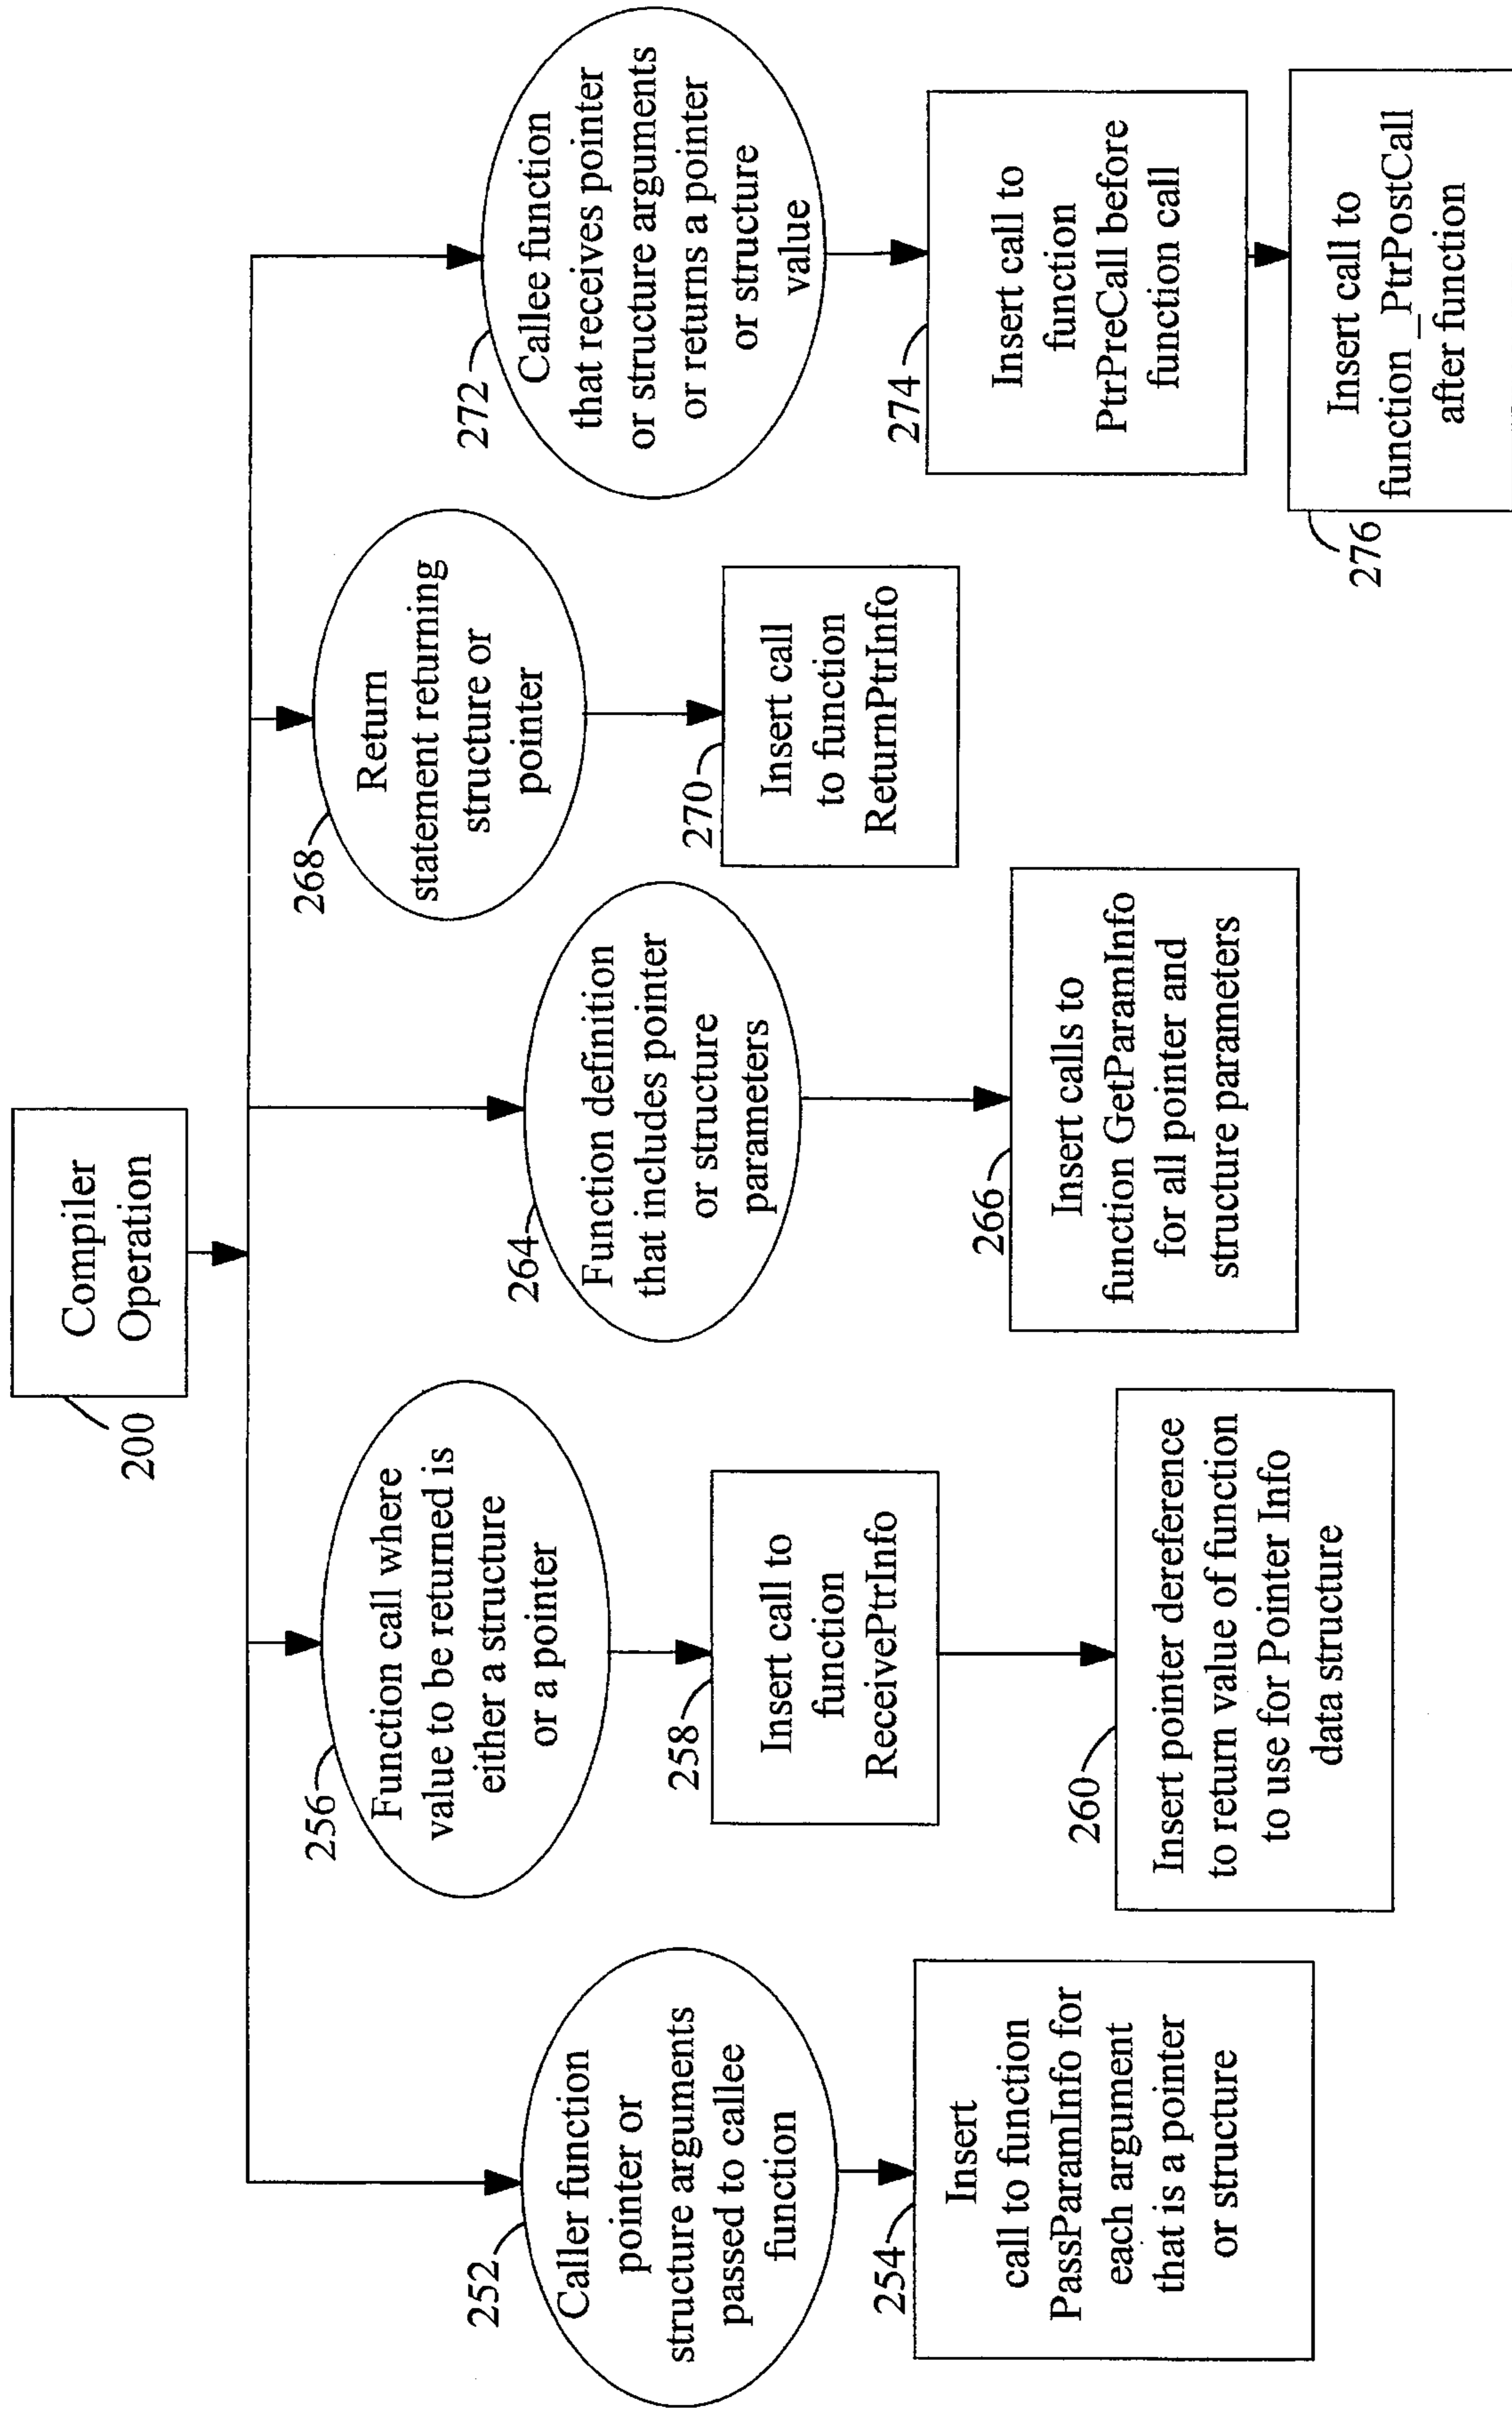 Compiler
Operation
200
252
Caller function
pointer or
structure arguments
passed to callee
function
254
Insert
call to function
PassParamInfo for
each argument
that is a pointer
or structure
256
Function call where
value to be returned is
either a structure
or a pointer
258
Insert call to
function
ReceivePtrInfo
260
Insert pointer dereference
to return value of function
to use for Pointer Info
data structure
264
Function definition
that includes pointer
or structure
parameters
266
Insert calls to
function GetParamInfo
for all pointer and
structure parameters
268
Return
statement returning
structure or
pointer
270
Insert call
to function
ReturnPtrInfo
272
Callee function
that receives pointer
or structure arguments
or returns a pointer
or structure
value
274
Insert call to
function
PtrPreCall before
function call
276
Insert call to
function _PtrPostCall
after function